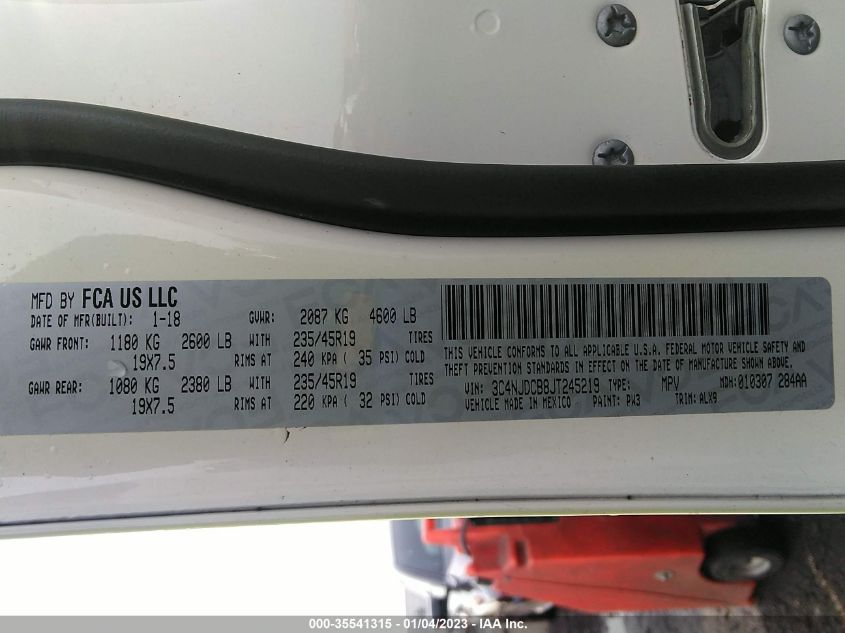 MFD BY FCA US LLC
DATE OF MFR(BUILT): 1-18 GVWR: 2087 KG 4600 LB
GAWR FRONT: 1180 KG 2600 LB WITH 235/45R19 TIRES
19X7.5 RIMS AT 240 KPA ( 35 PSI) COLD
GAWR REAR: 1080 KG 2380 LB WITH 235/45R19 TIRES
19X7.5 RIMS AT 220 KPA ( 32 PSI) COLD
THIS VEHICLE CONFORMS TO ALL APPLICABLE U.S.A. FEDERAL MOTOR VEHICLE SAFETY AND
THEFT PREVENTION STANDARDS IN EFFECT ON THE DATE OF MANUFACTURE SHOWN ABOVE.
VIN: 3C4NJDCB8JT245219 TYPE: MPV MDH: 010307 284AA
VEHICLE MADE IN MEXICO PAINT: PW3 TRIM: ALX9
000-35541315 - 01/04/2023 - IAA Inc.